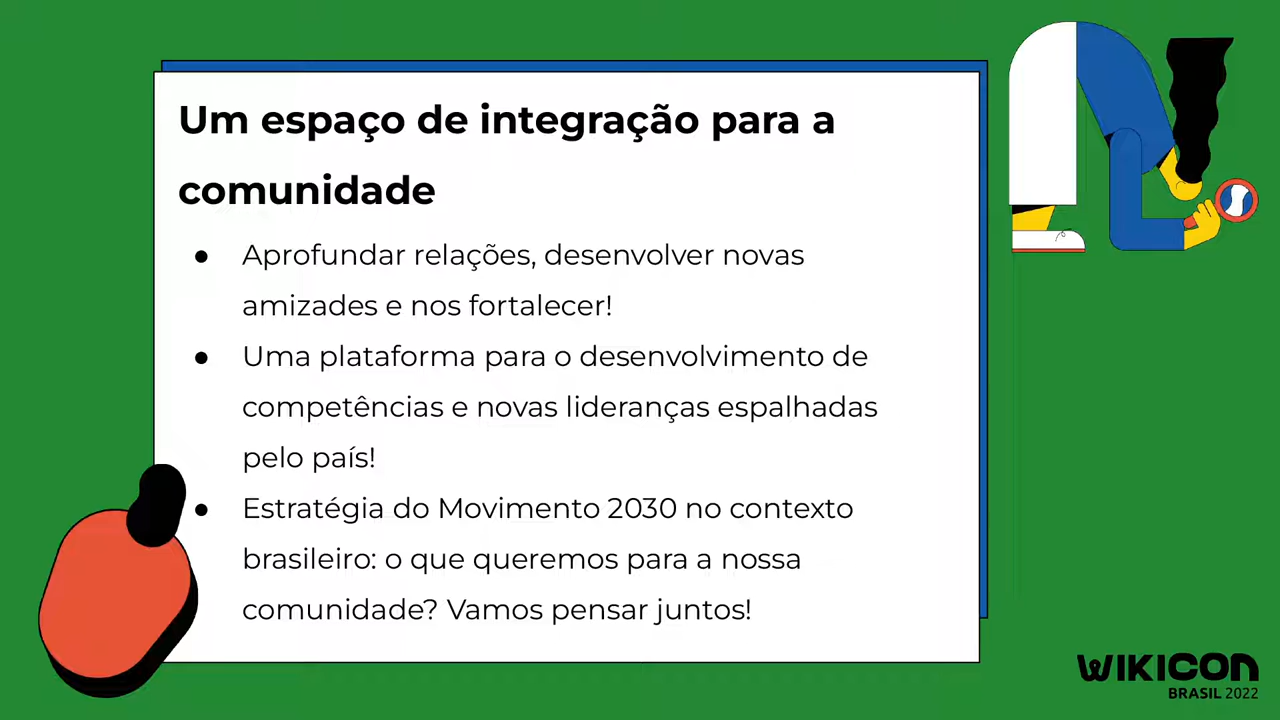 Um espaço de integração para a
comunidade
● Aprofundar relações, desenvolver novas
amizades e nos fortalecer!
● Uma plataforma para o desenvolvimento de
competências e novas lideranças espalhadas
pelo país!
● Estratégia do Movimento 2030 no contexto
brasileiro: o que queremos para a nossa
comunidade? Vamos pensar juntos!
WIKICON
BRASIL 2022